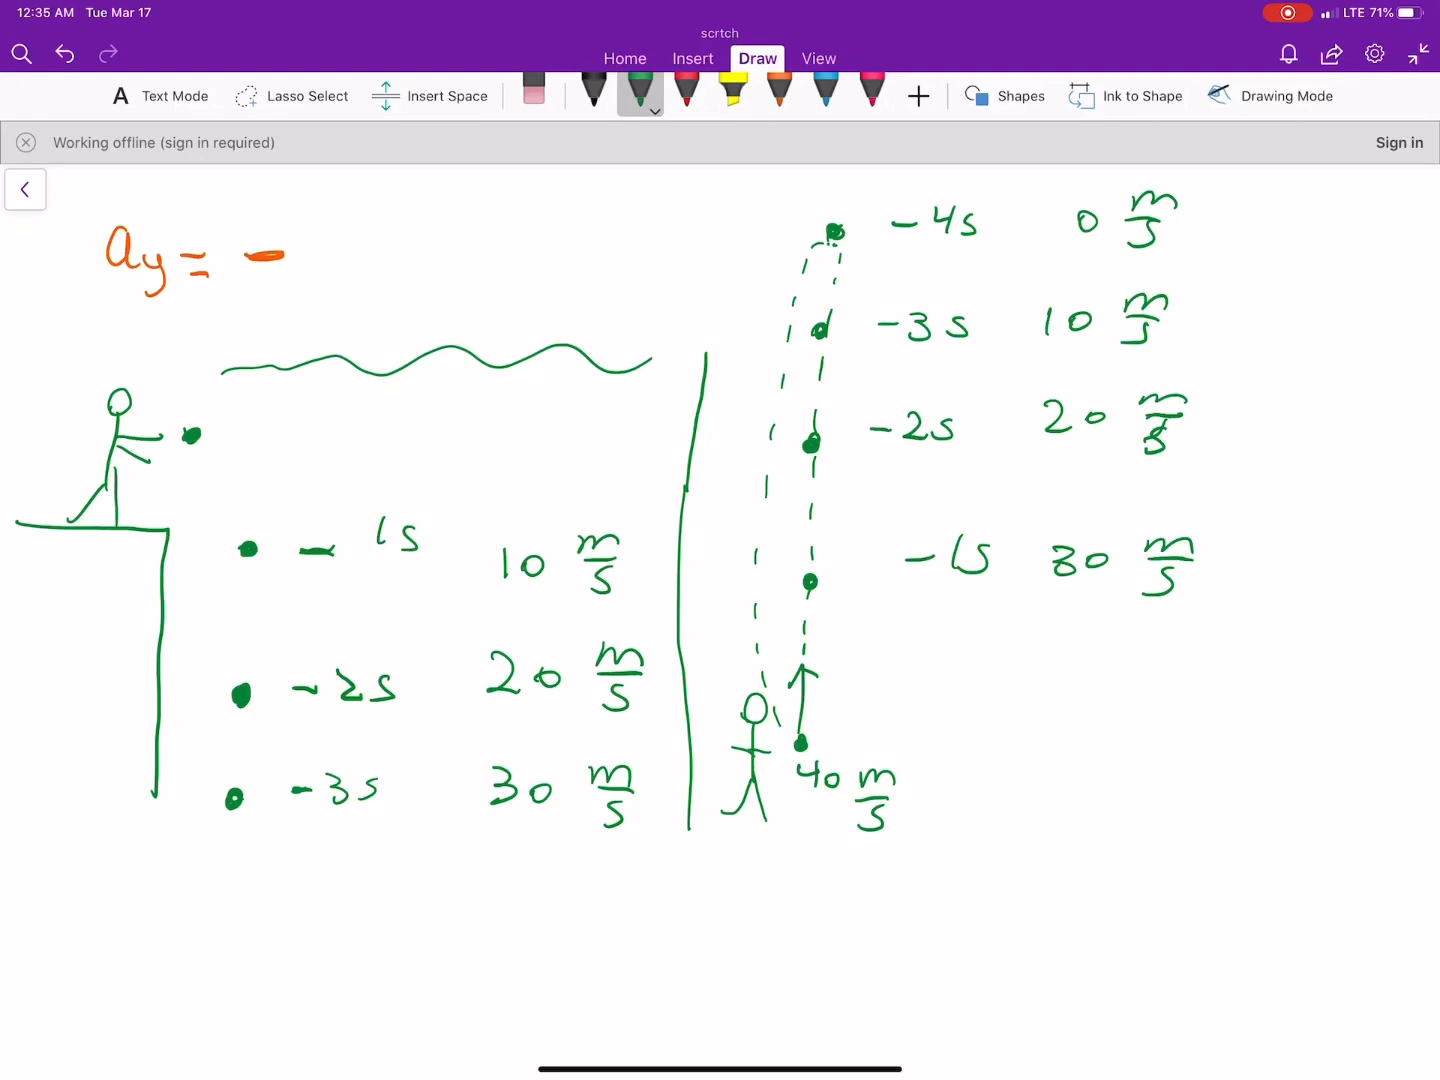 12:35 AM Tue Mar 17
LTE 71%
scrtch
Home Insert Draw View
A Text Mode Lasso Select Insert Space Shapes Ink to Shape Drawing Mode
Working offline (sign in required) Sign in
ay = -
- 1s 10 m/s
- 2s 20 m/s
- 3s 30 m/s
- 4s 0 m/s
- 3s 10 m/s
- 2s 20 m/s
- 1s 30 m/s
40 m/s